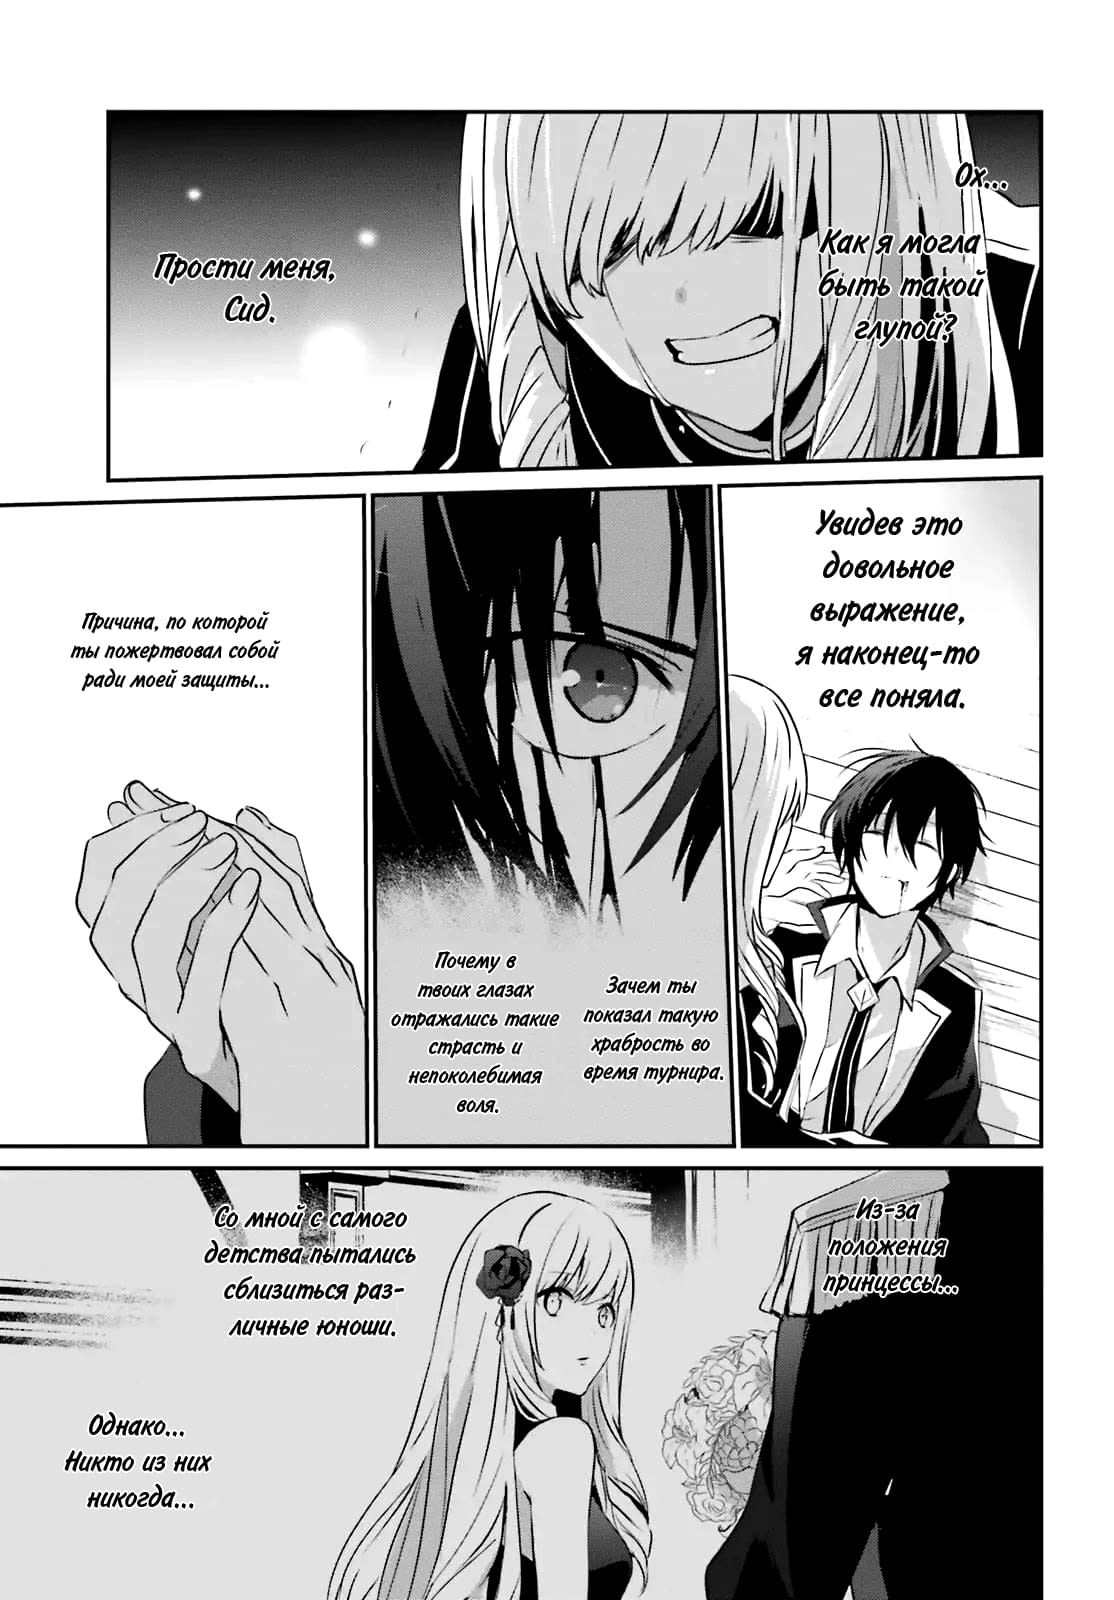 Ох...
Как я могла
быть такой
глупой?
Прости меня,
Сид.
Увидев это
довольное
выражение,
я наконец-то
все поняла.
Зачем ты
показал такую
храбрость во
время турнира.
Почему в
твоих глазах
отражались такие
страсть и
непоколебимая
воля.
Причина, по которой
ты пожертвовал собой
ради моей защиты...
Из-за
положения
принцессы...
Со мной с самого
детства пытались
сблизиться раз-
личные юноши.
Однако...
Никто из них
никогда...